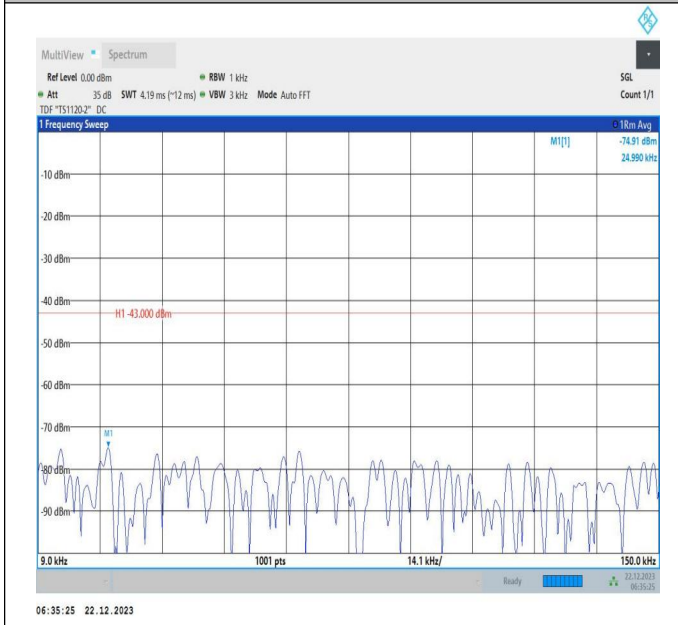 R S
MultiView Spectrum
Ref Level 0.00 dBm RBW 1 kHz SGL
Att 35 dB SWT 4.19 ms (~12 ms) VBW 3 kHz Mode Auto FFT Count 1/1
TDF "TS1120-2" DC
1 Frequency Sweep 1Rm Avg
M1[1] -74.91 dBm
24.990 kHz
-10 dBm
-20 dBm
-30 dBm
-40 dBm
H1 -43.000 dBm
-50 dBm
-60 dBm
-70 dBm
M1
-80 dBm
-90 dBm
9.0 kHz 1001 pts 14.1 kHz/ 150.0 kHz
Ready 22.12.2023
06:35:25
06:35:25 22.12.2023